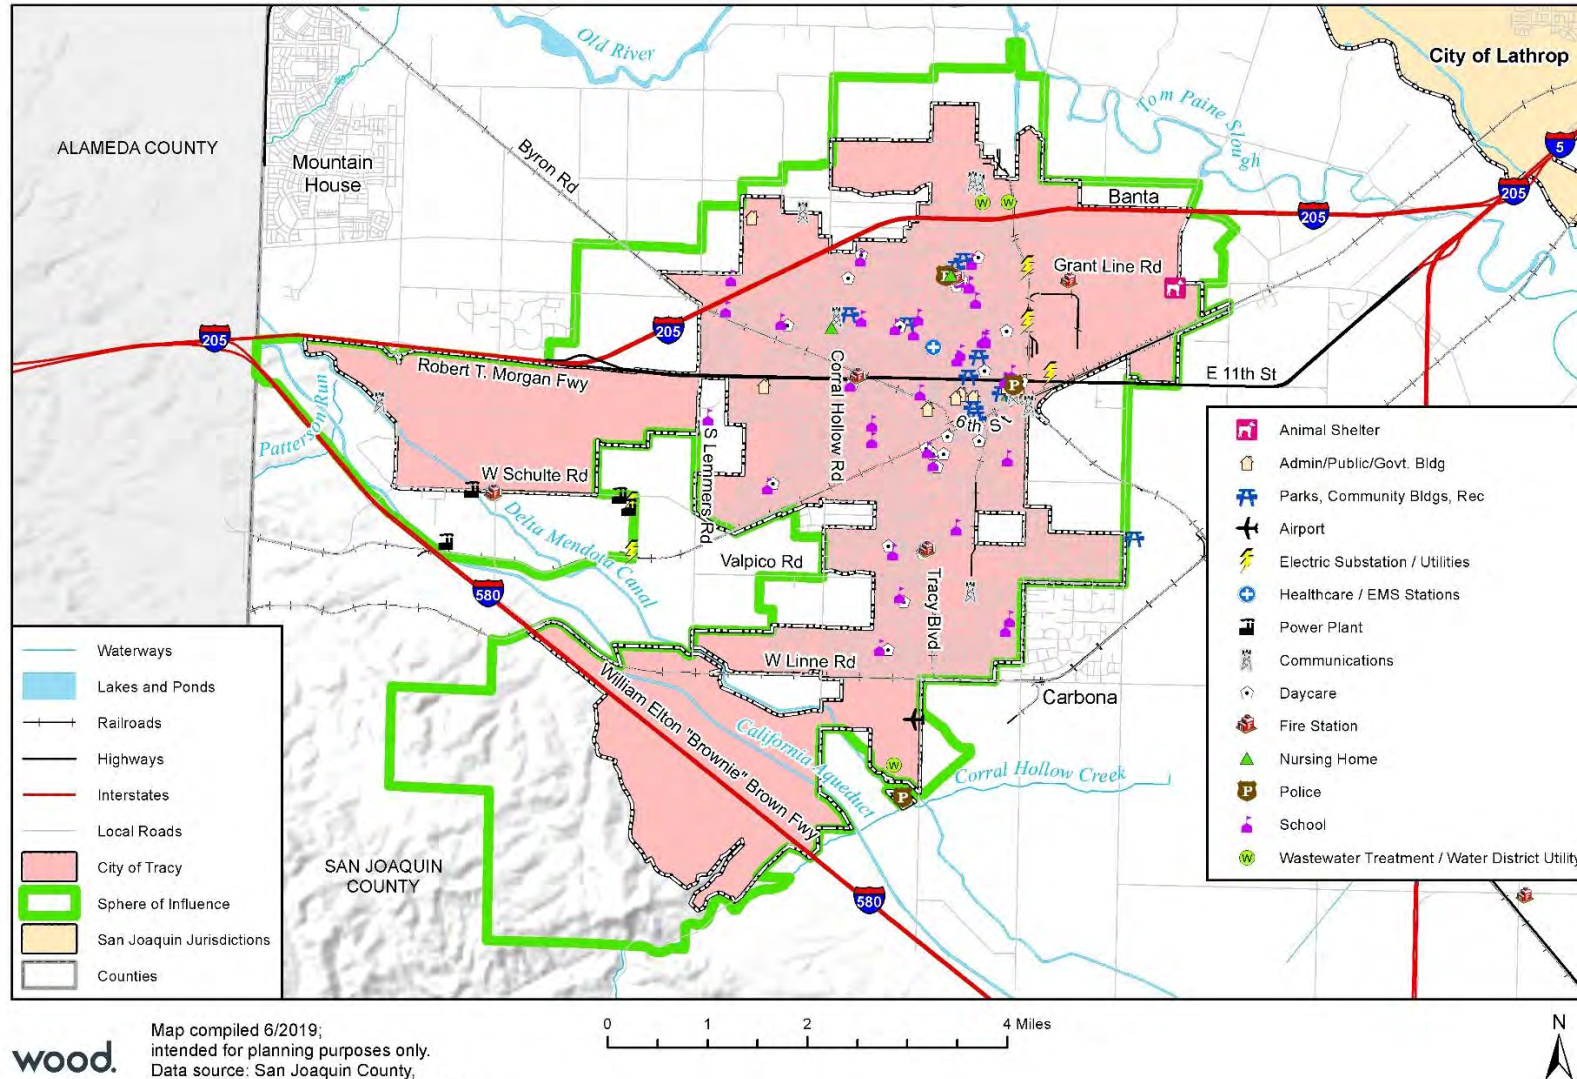 City of Lathrop
Old River
Tom Paine Slough
5
ALAMEDA COUNTY
Mountain
House
Byron Rd
Banta
205
205
Grant Line Rd
205
205
Robert T. Morgan Fwy
Corral Hollow Rd
E 11th St
Patterson Run
6th S
S Lemmers Rd
W Schulte Rd
Delta Mendota Canal
Valpico Rd
Tracy Blvd
580
W Linne Rd
Carbona
William Elton "Brownie" Brown Fwy
California Aqueduct
Corral Hollow Creek
SAN JOAQUIN
COUNTY
580
P
P
P
W
W
W
Waterways
Lakes and Ponds
Railroads
Highways
Interstates
Local Roads
City of Tracy
Sphere of Influence
San Joaquin Jurisdictions
Counties
Animal Shelter
Admin/Public/Govt. Bldg
Parks, Community Bldgs, Rec
Airport
Electric Substation / Utilities
Healthcare / EMS Stations
Power Plant
Communications
Daycare
Fire Station
Nursing Home
P Police
School
W Wastewater Treatment / Water District Utility
wood.
Map compiled 6/2019;
intended for planning purposes only.
Data source: San Joaquin County,
0 1 2 4 Miles
N